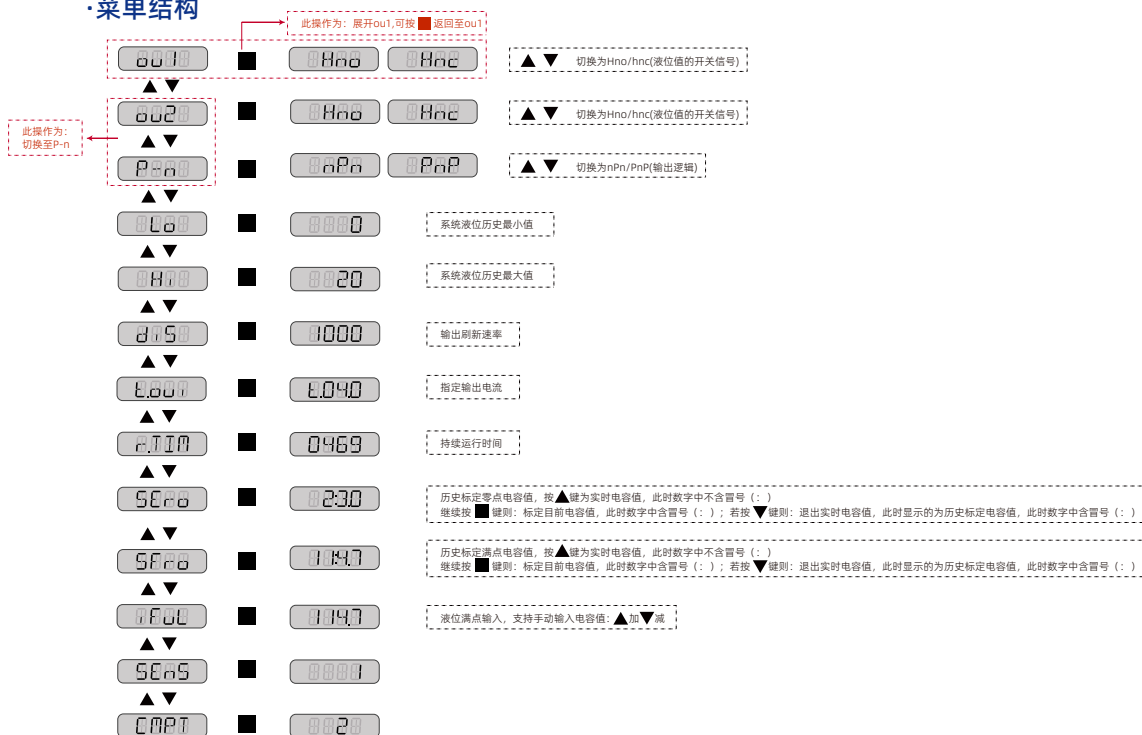 ·菜单结构
此操作为：展开ou1,可按 返回至ou1
ou1 Hno Hnc 切换为Hno/hnc(液位值的开关信号)
ou2 Hno Hnc 切换为Hno/hnc(液位值的开关信号)
此操作为：
切换至P-n
P-n nPn PnP 切换为nPn/PnP(输出逻辑)
Lo 0 系统液位历史最小值
Hi 20 系统液位历史最大值
diS 1000 输出刷新速率
t.oui t.04.0 指定输出电流
r.TIM 0469 持续运行时间
SEro 2:3.0 历史标定零点电容值，按▲键为实时电容值，此时数字中不含冒号（:）
继续按■键则：标定目前电容值，此时数字中含冒号（:）；若按▼键则：退出实时电容值，此时显示的为历史标定电容值，此时数字中含冒号（:）
SFro 11:4.7 历史标定满点电容值，按▲键为实时电容值，此时数字中不含冒号（:）
继续按■键则：标定目前电容值，此时数字中含冒号（:）；若按▼键则：退出实时电容值，此时显示的为历史标定电容值，此时数字中含冒号（:）
iFuL 114.7 液位满点输入，支持手动输入电容值：▲加▼减
SEnS 1
CMPT 2